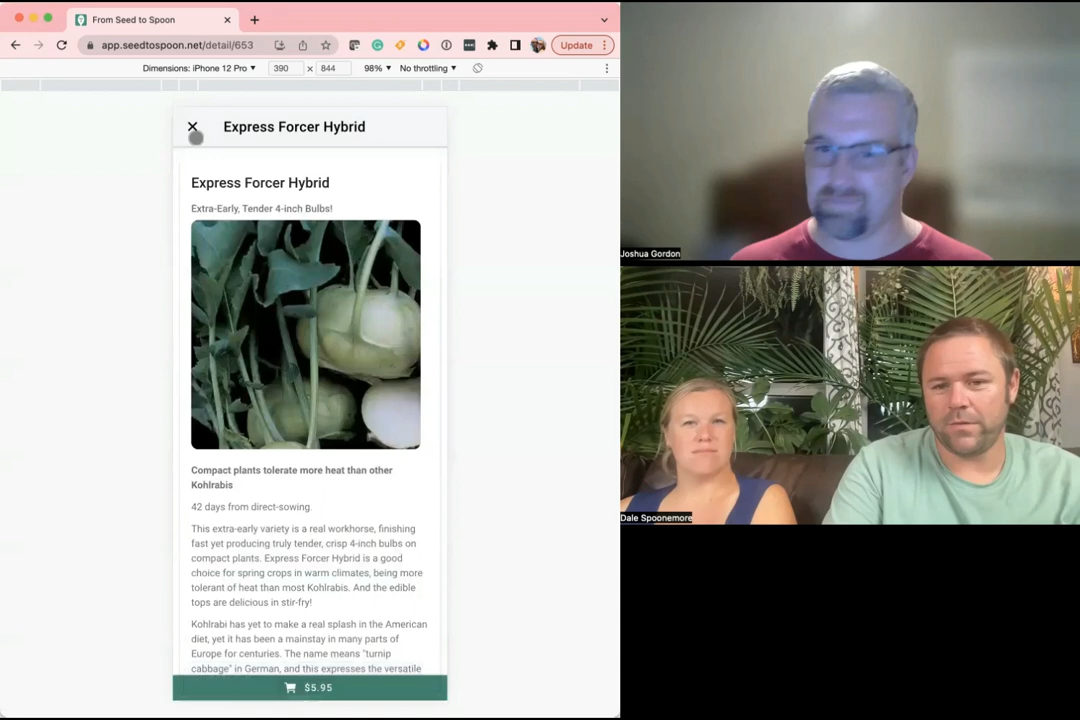 From Seed to Spoon
app.seedtospoon.net/detail/653
Update
Dimensions: iPhone 12 Pro
390 x 844
98%
No throttling
Express Forcer Hybrid
Express Forcer Hybrid
Extra-Early, Tender 4-inch Bulbs!
Compact plants tolerate more heat than other
Kohlrabis
42 days from direct-sowing.
This extra-early variety is a real workhorse, finishing
fast yet producing truly tender, crisp 4-inch bulbs on
compact plants. Express Forcer Hybrid is a good
choice for spring crops in warm climates, being more
tolerant of heat than most Kohlrabis. And the edible
tops are delicious in stir-fry!
Kohlrabi has yet to make a real splash in the American
diet, yet it has been a mainstay in many parts of
Europe for centuries. The name means "turnip
cabbage" in German, and this expresses the versatile
$5.95
Joshua Gordon
Dale Spoonemore